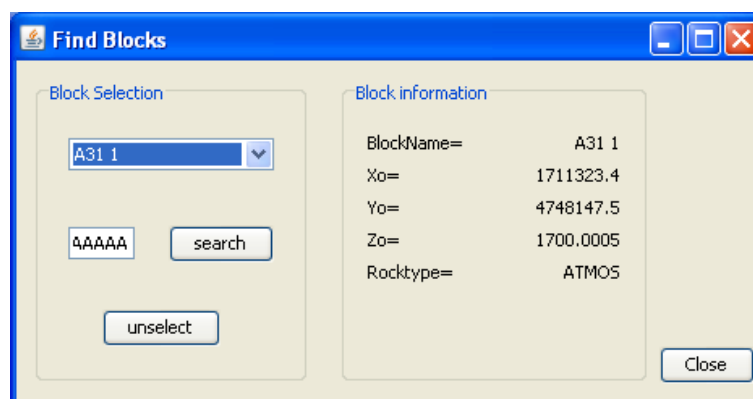 Find Blocks
Block Selection
A31 1
AAAAA
search
unselect
Block information
BlockName= A31 1
Xo= 1711323.4
Yo= 4748147.5
Zo= 1700.0005
Rocktype= ATMOS
Close